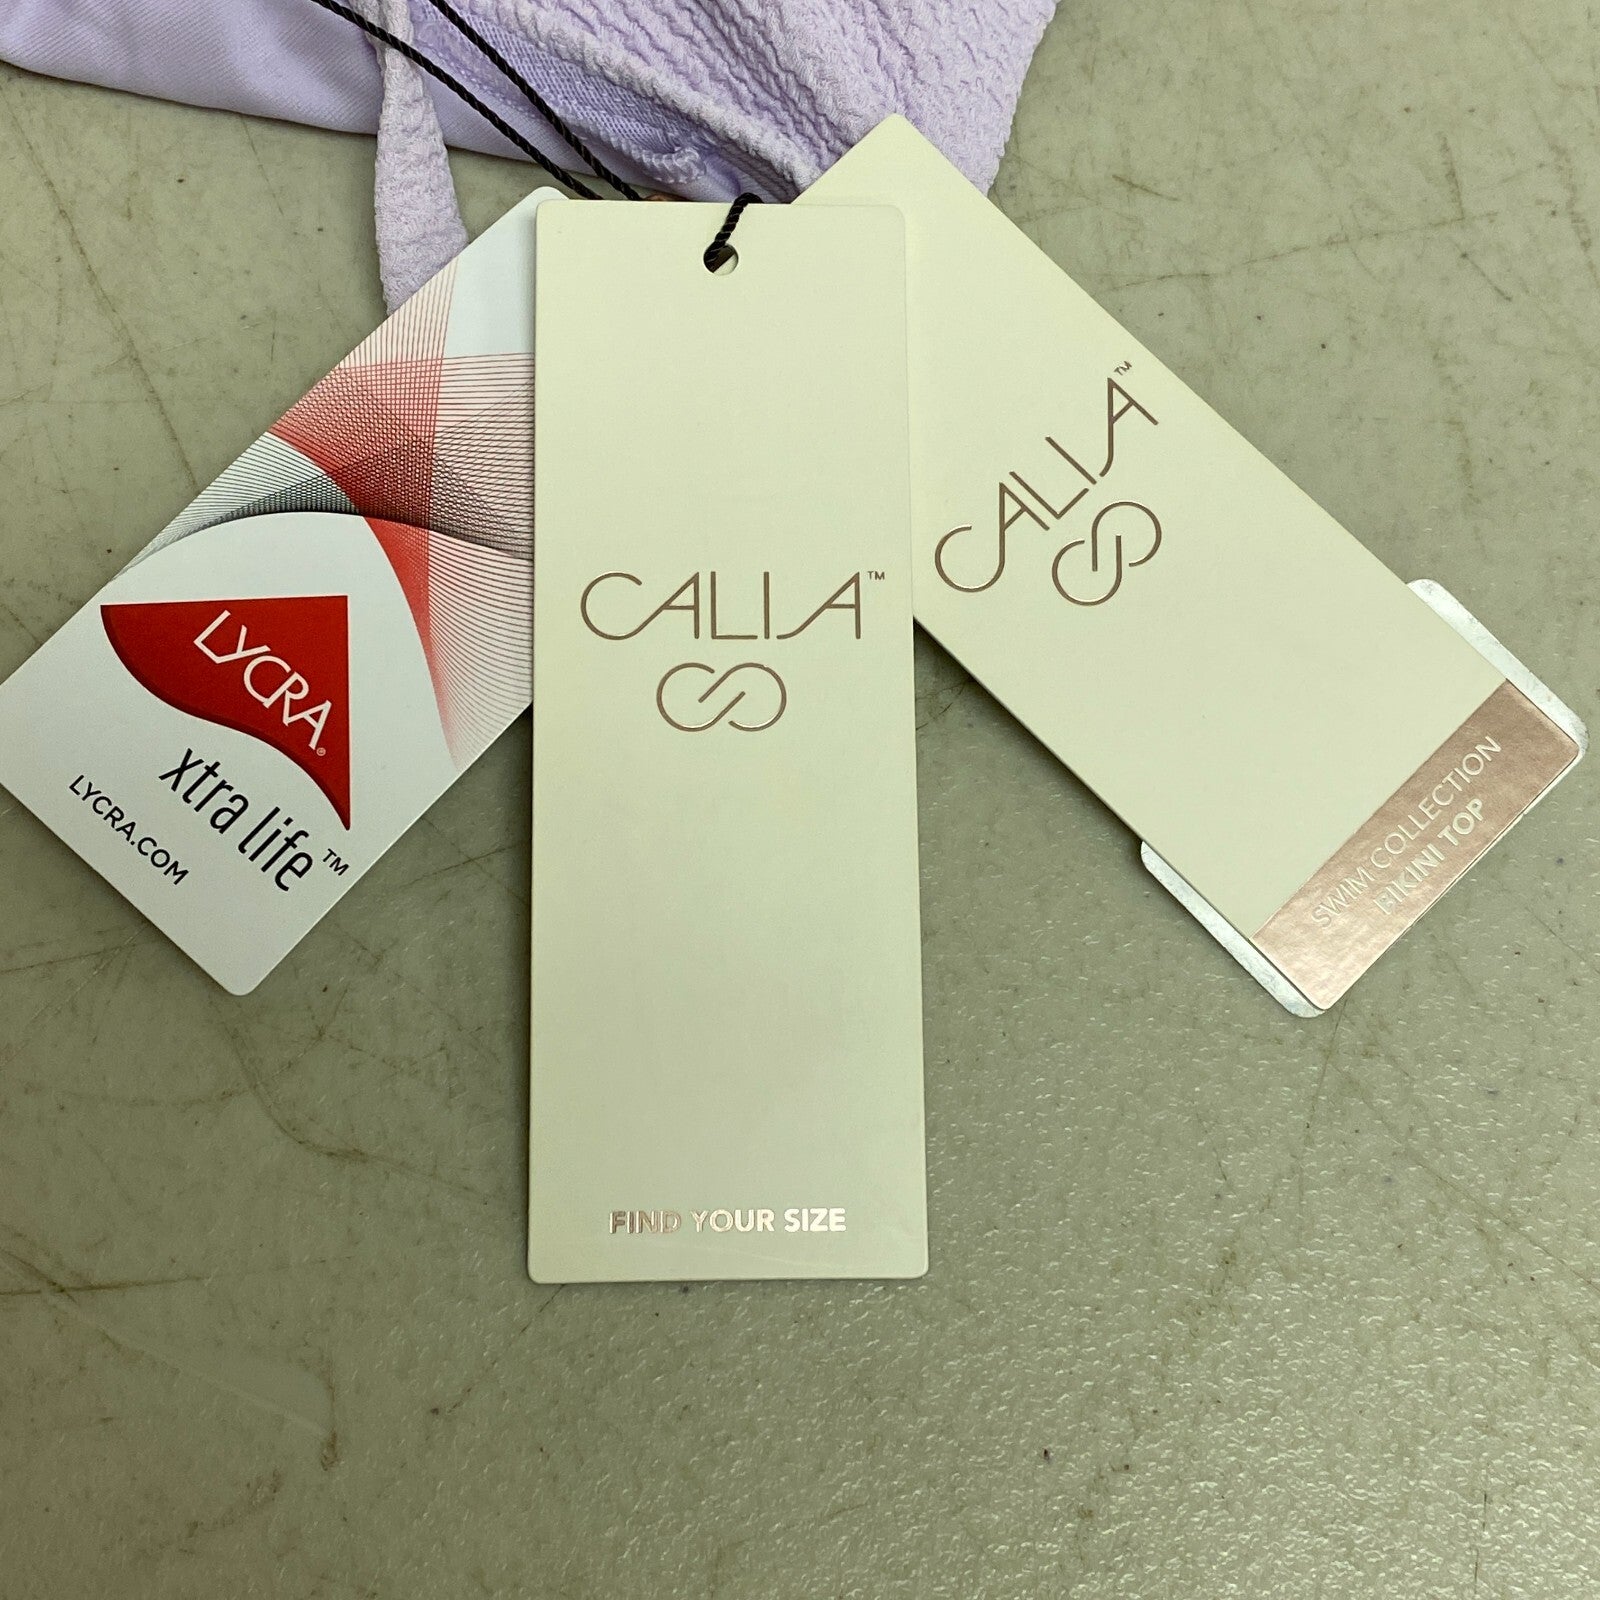 LYCRA®
xtra life™
LYCRA.COM
CALIA™
FIND YOUR SIZE
CALIA™
SWIM COLLECTION
BIKINI TOP